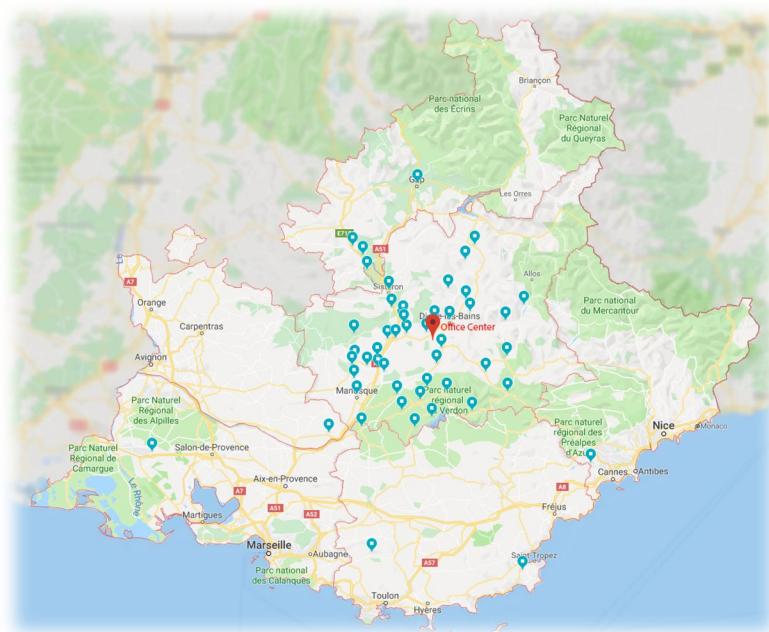 Briançon
Parc national
des Écrins
Parc Naturel
Régional
du Queyras
Gap
Les Orres
E71
A51
Allos
A7
Sisteron
Parc national
du Mercantour
Orange
Office Center
Carpentras
Avignon
Manosque
Parc naturel
régional
Verdon
Parc Naturel
Régional
des Alpilles
Parc naturel
régional des
Préalpes
d'Azur
Nice
Monaco
Parc Naturel
Régional de
Camargue
Salon-de-Provence
Cannes
Antibes
Le Rhône
Aix-en-Provence
A7
A8
Martigues
A51
A52
Fréjus
Marseille
Aubagne
A57
Saint-Tropez
Parc national
des Calanques
Toulon
Hyères